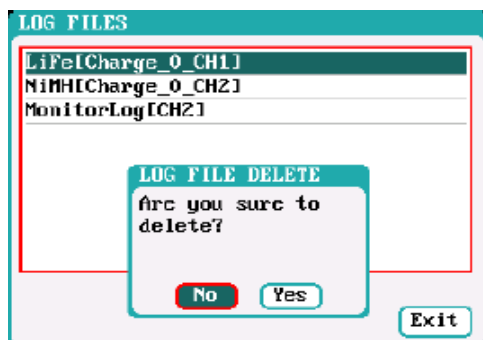 LOG FILES
LiFe[Charge_0_CH1]
NiMH[Charge_0_CH2]
MonitorLog[CH2]
LOG FILE DELETE
Are you sure to
delete?
No Yes
Exit